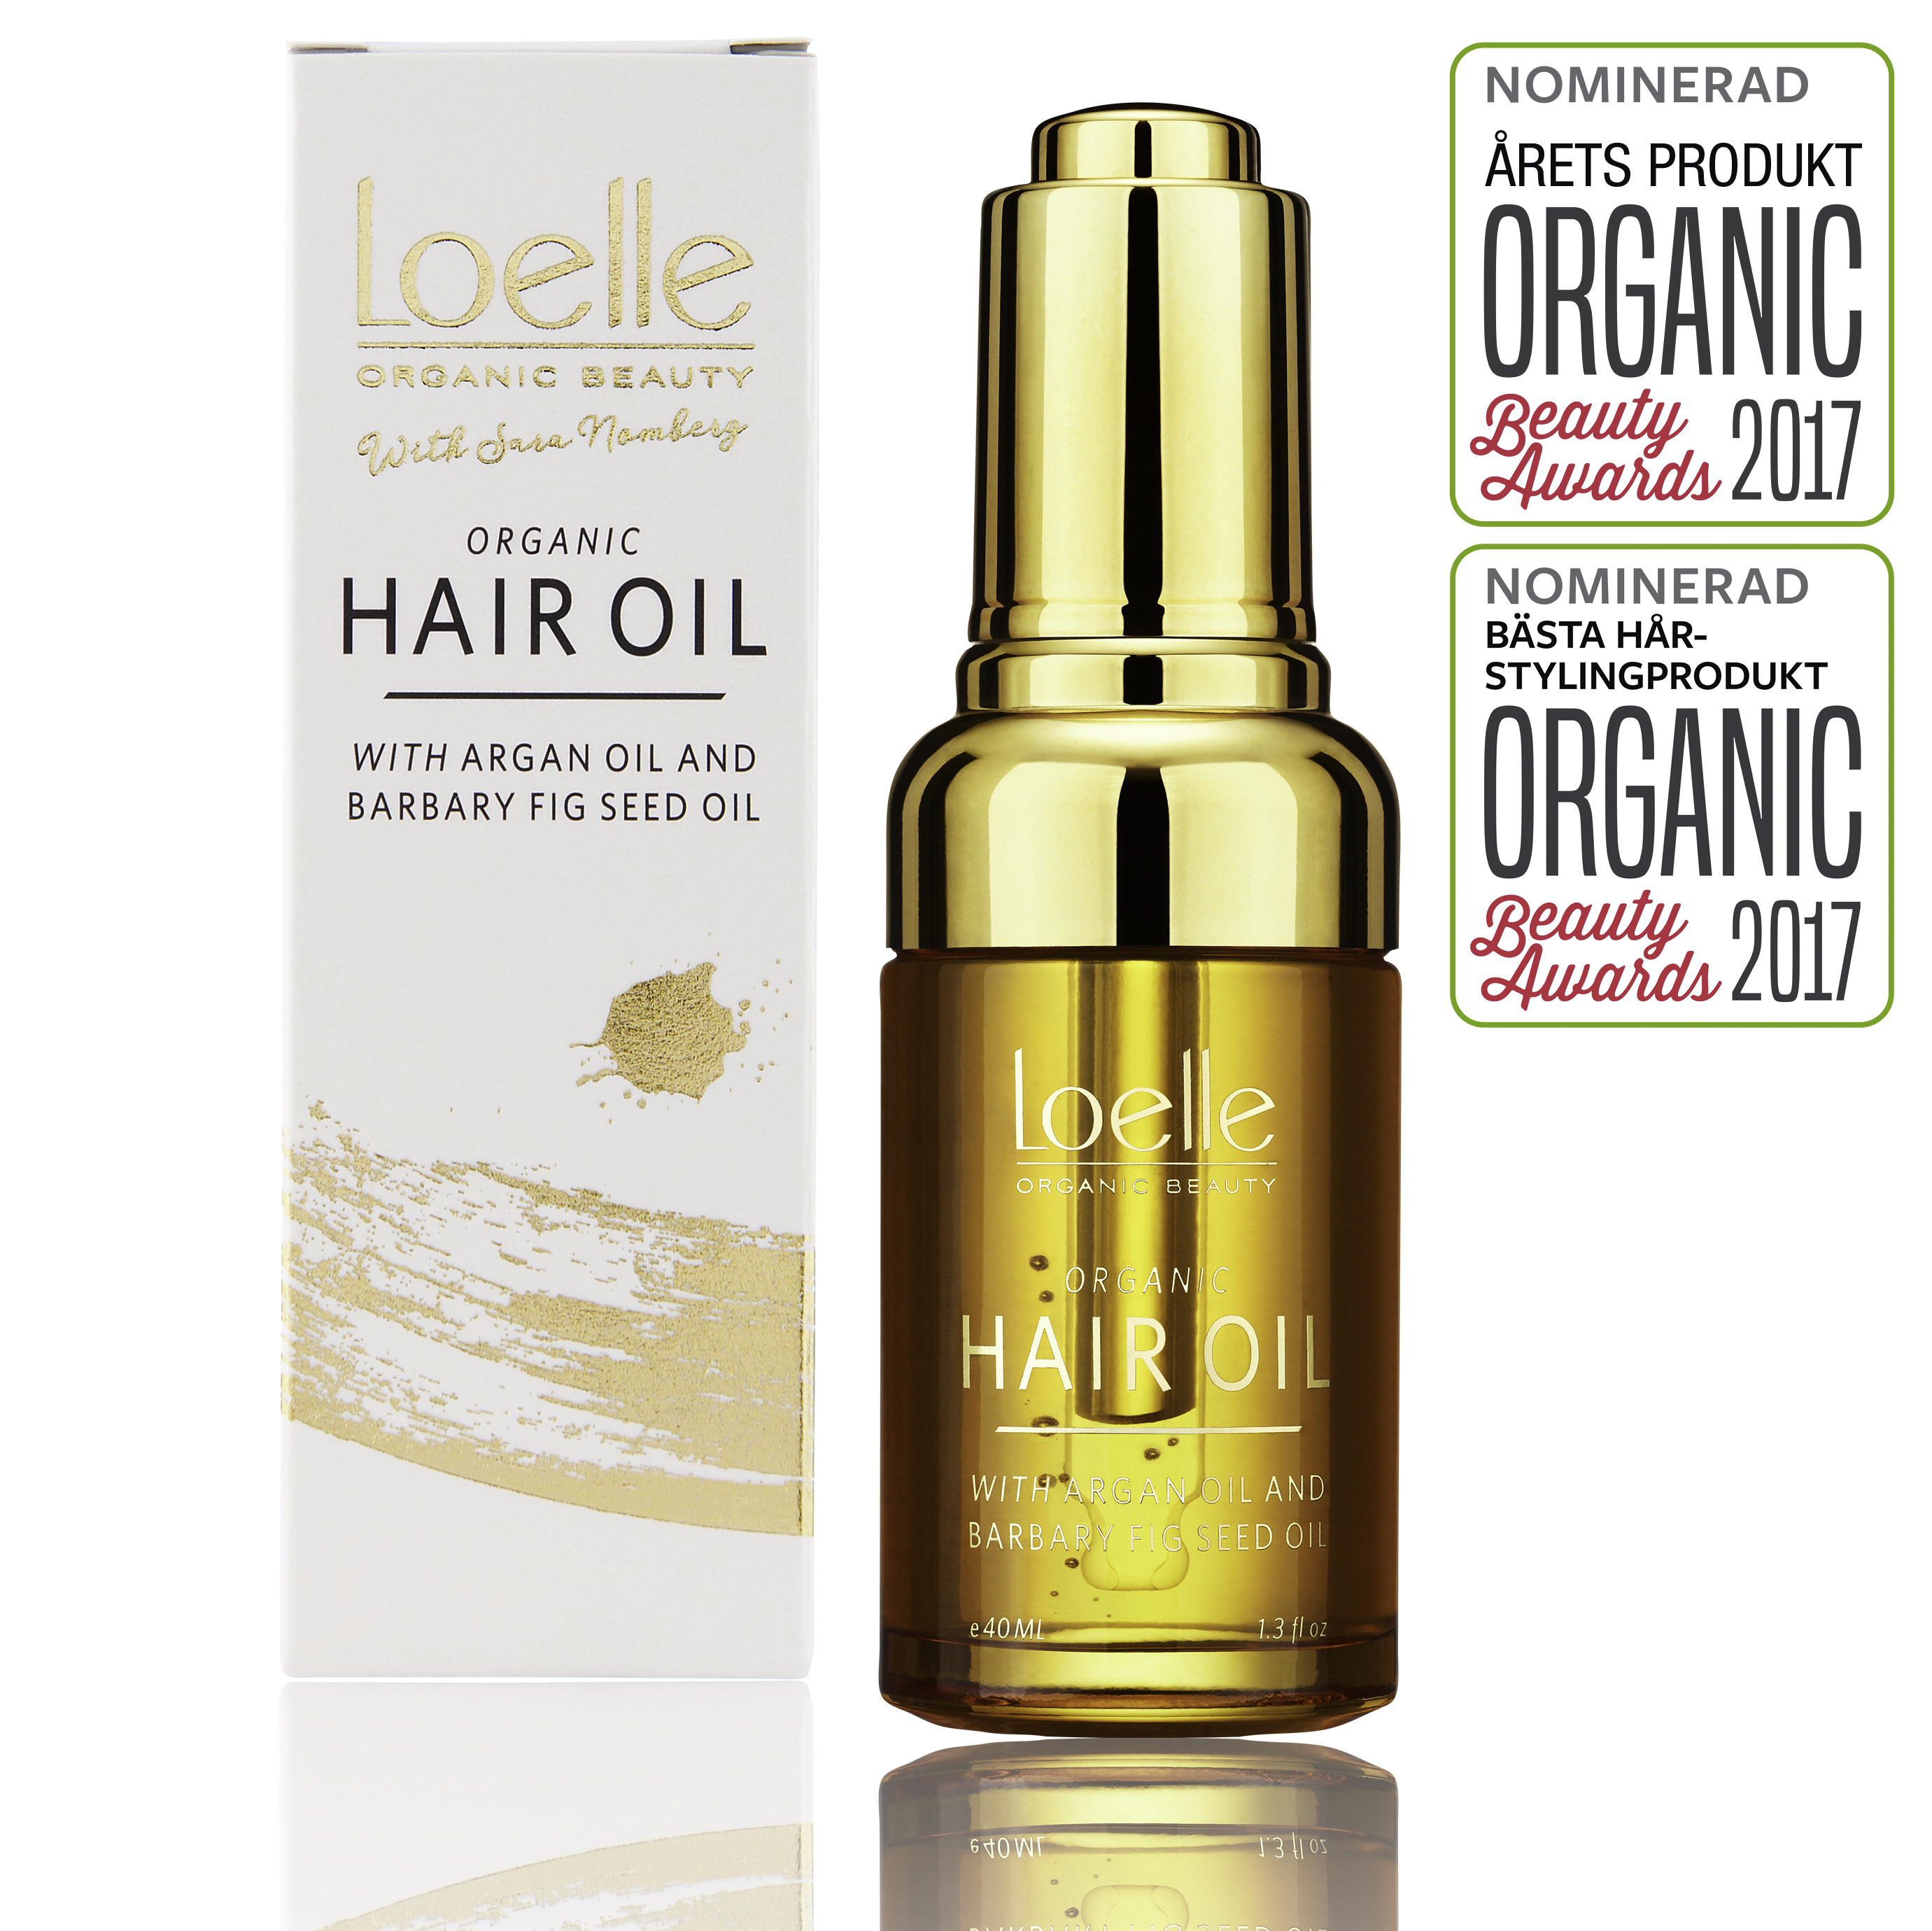 Loelle
ORGANIC BEAUTY
With Sara Nomberg
ORGANIC
HAIR OIL
WITH ARGAN OIL AND
BARBARY FIG SEED OIL
Loelle
ORGANIC BEAUTY
ORGANIC
HAIR OIL
WITH ARGAN OIL AND
BARBARY FIG SEED OIL
e 40 ML 1.3 fl oz
NOMINERAD
ÅRETS PRODUKT
ORGANIC
Beauty
Awards 2017
NOMINERAD
BÄSTA HÅR-
STYLINGPRODUKT
ORGANIC
Beauty
Awards 2017